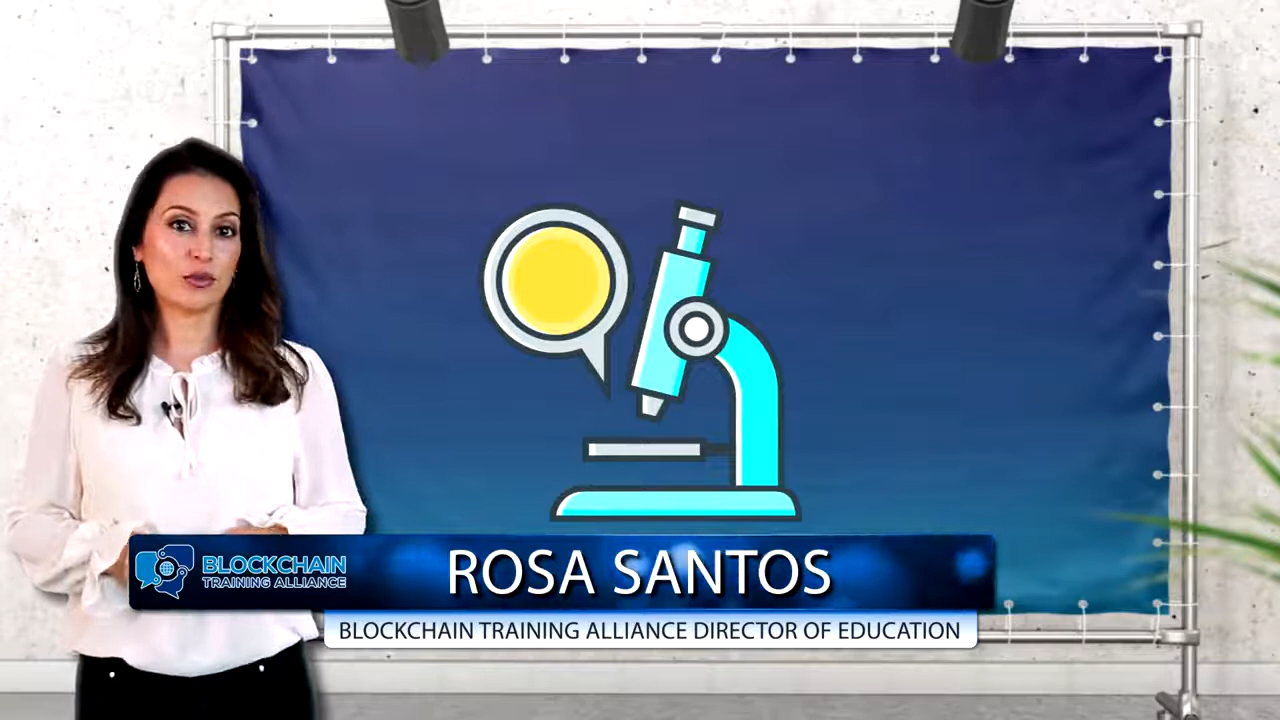 BLOCKCHAIN
TRAINING ALLIANCE
ROSA SANTOS
BLOCKCHAIN TRAINING ALLIANCE DIRECTOR OF EDUCATION